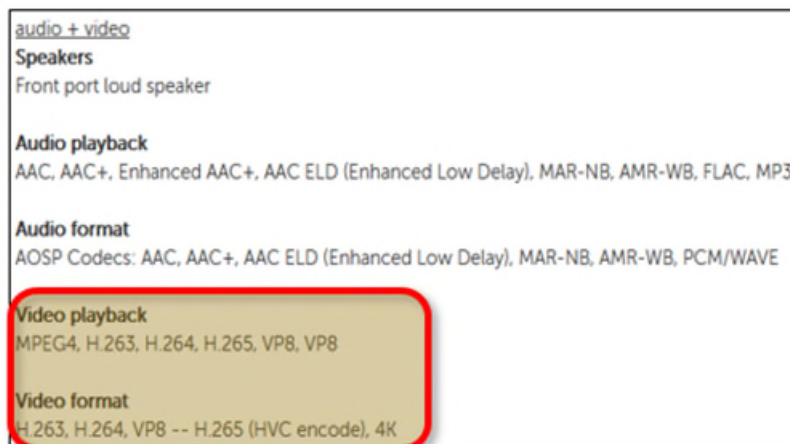 audio + video
Speakers
Front port loud speaker
Audio playback
AAC, AAC+, Enhanced AAC+, AAC ELD (Enhanced Low Delay), MAR-NB, AMR-WB, FLAC, MP3
Audio format
AOSP Codecs: AAC, AAC+, AAC ELD (Enhanced Low Delay), MAR-NB, AMR-WB, PCM/WAVE
Video playback
MPEG4, H.263, H.264, H.265, VP8, VP8
Video format
H.263, H.264, VP8 -- H.265 (HVC encode), 4K